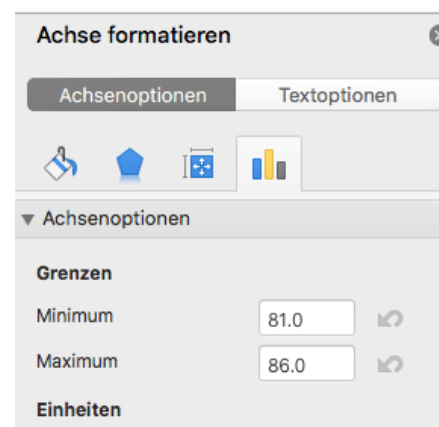 Achse formatieren
Achsenoptionen Textoptionen
Achsenoptionen
Grenzen
Minimum 81.0
Maximum 86.0
Einheiten